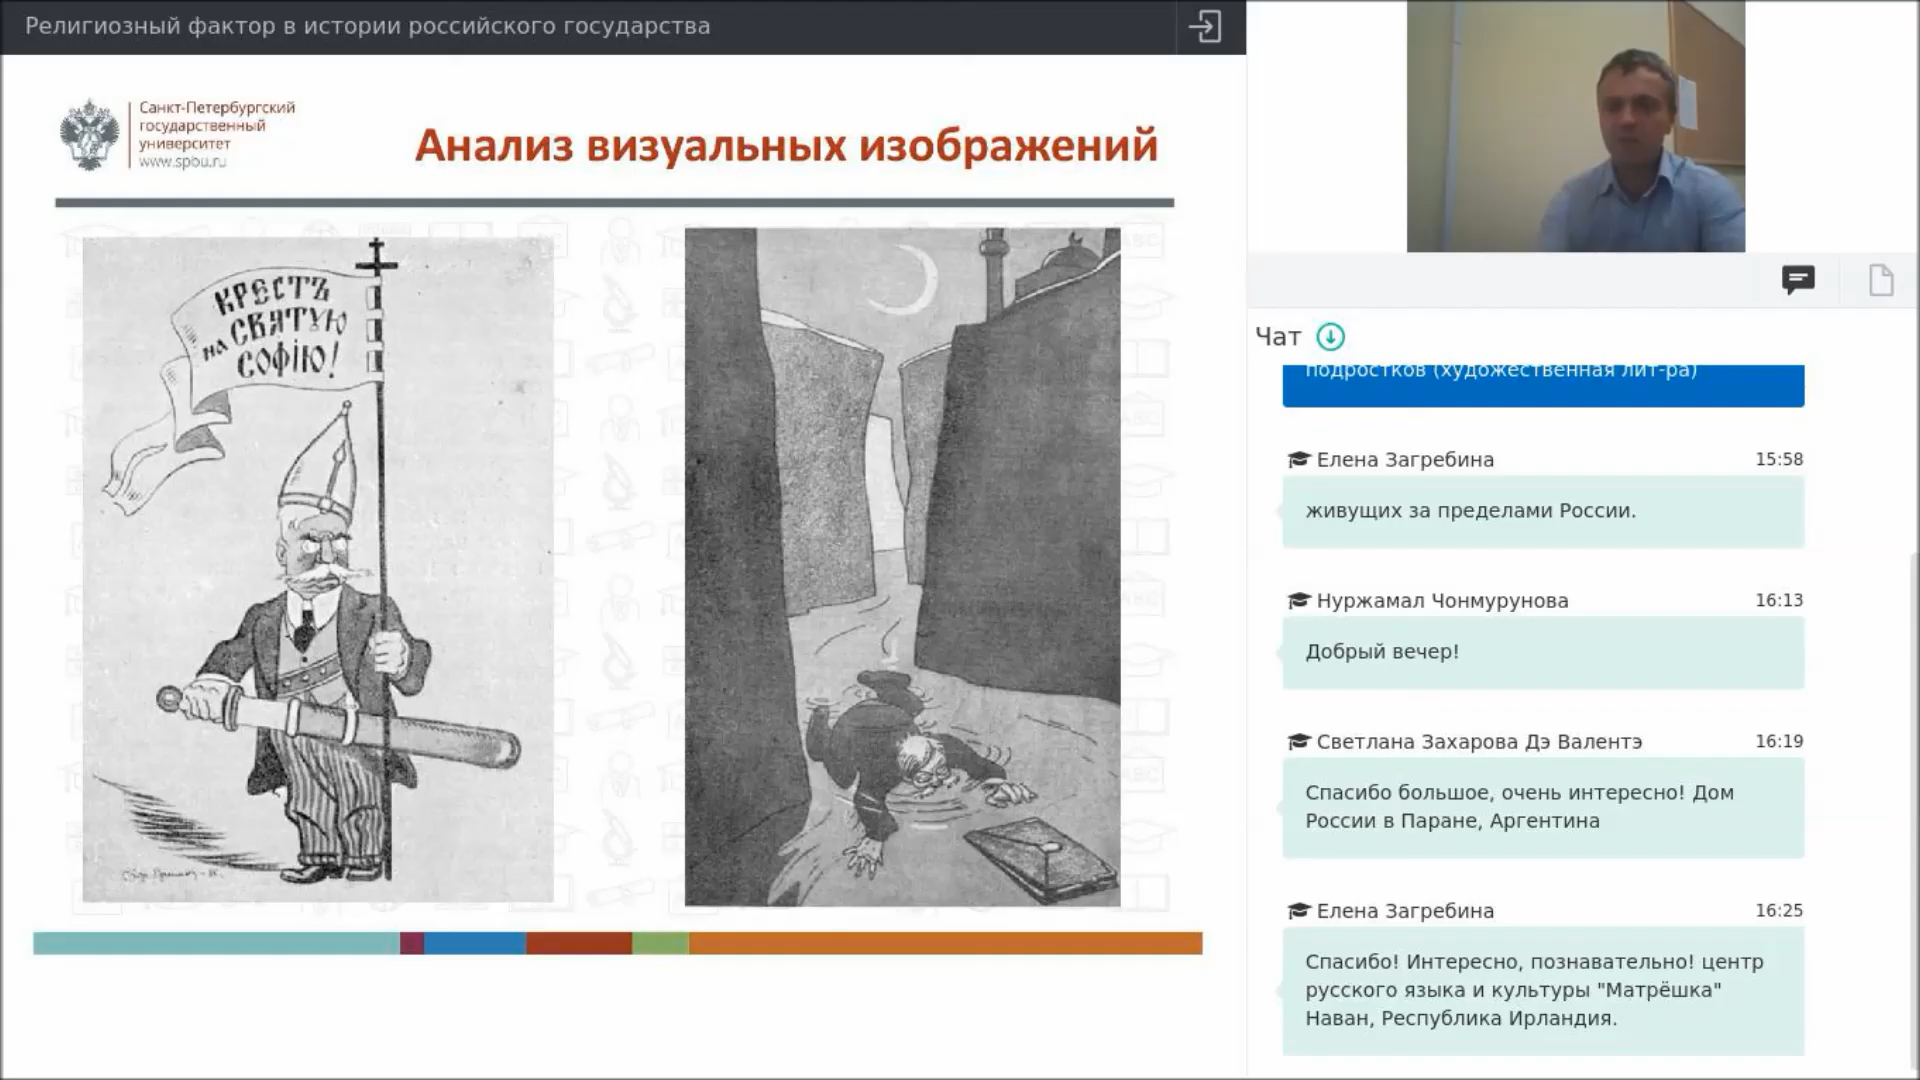 Религиозный фактор в истории российского государства
Санкт-Петербургский
государственный
университет
www.spbu.ru
Анализ визуальных изображений
КРЕСТЪ
на СВЯТУЮ
СОФIЮ!
Чат
подростков (художественная лит-ра)
Елена Загребина 15:58
живущих за пределами России.
Нуржамал Чонмурунова 16:13
Добрый вечер!
Светлана Захарова Дэ Валентэ 16:19
Спасибо большое, очень интересно! Дом
России в Паране, Аргентина
Елена Загребина 16:25
Спасибо! Интересно, познавательно! центр
русского языка и культуры "Матрёшка"
Наван, Республика Ирландия.